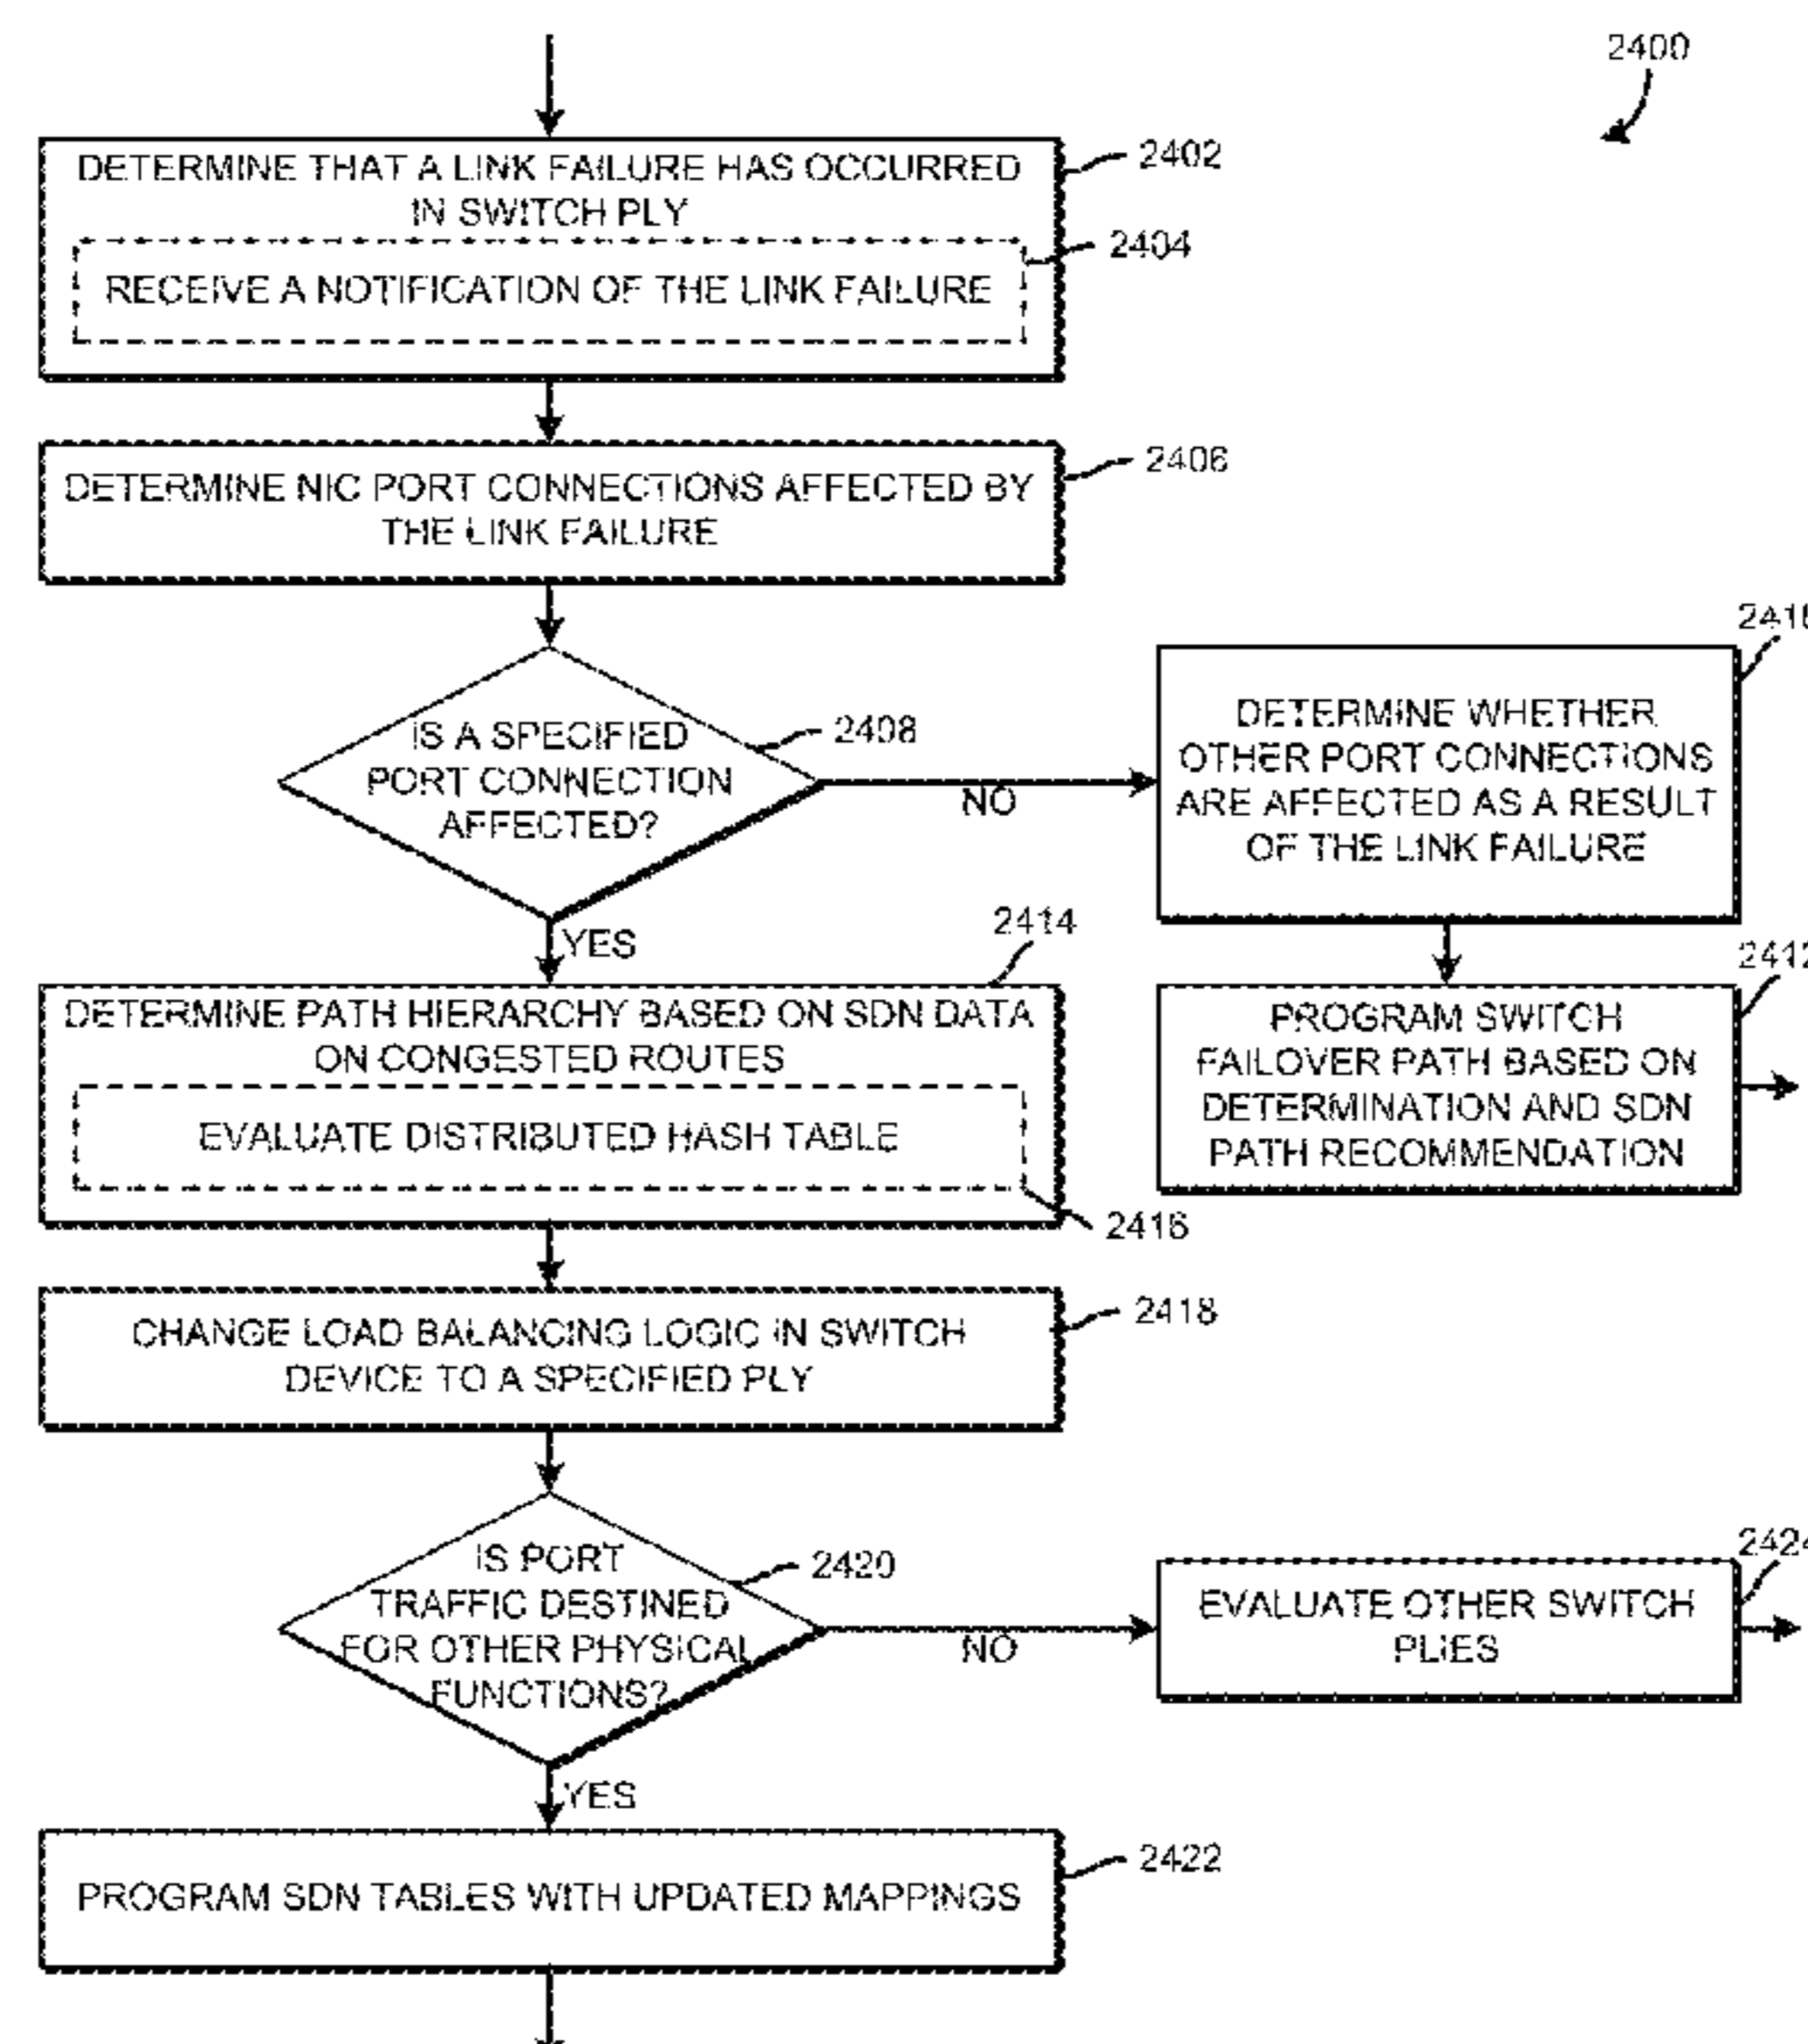 2400
DETERMINE THAT A LINK FAILURE HAS OCCURRED
IN SWITCH PLY
2402
RECEIVE A NOTIFICATION OF THE LINK FAILURE
2404
DETERMINE NIC PORT CONNECTIONS AFFECTED BY
THE LINK FAILURE
2406
IS A SPECIFIED
PORT CONNECTION
AFFECTED?
2408
NO
DETERMINE WHETHER
OTHER PORT CONNECTIONS
ARE AFFECTED AS A RESULT
OF THE LINK FAILURE
2410
YES
2414
DETERMINE PATH HIERARCHY BASED ON SDN DATA
ON CONGESTED ROUTES
EVALUATE DISTRIBUTED HASH TABLE
2416
2412
PROGRAM SWITCH
FAILOVER PATH BASED ON
DETERMINATION AND SDN
PATH RECOMMENDATION
CHANGE LOAD BALANCING LOGIC IN SWITCH
DEVICE TO A SPECIFIED PLY
2418
IS PORT
TRAFFIC DESTINED
FOR OTHER PHYSICAL
FUNCTIONS?
2420
NO
EVALUATE OTHER SWITCH
PLIES
2424
YES
PROGRAM SDN TABLES WITH UPDATED MAPPINGS
2422